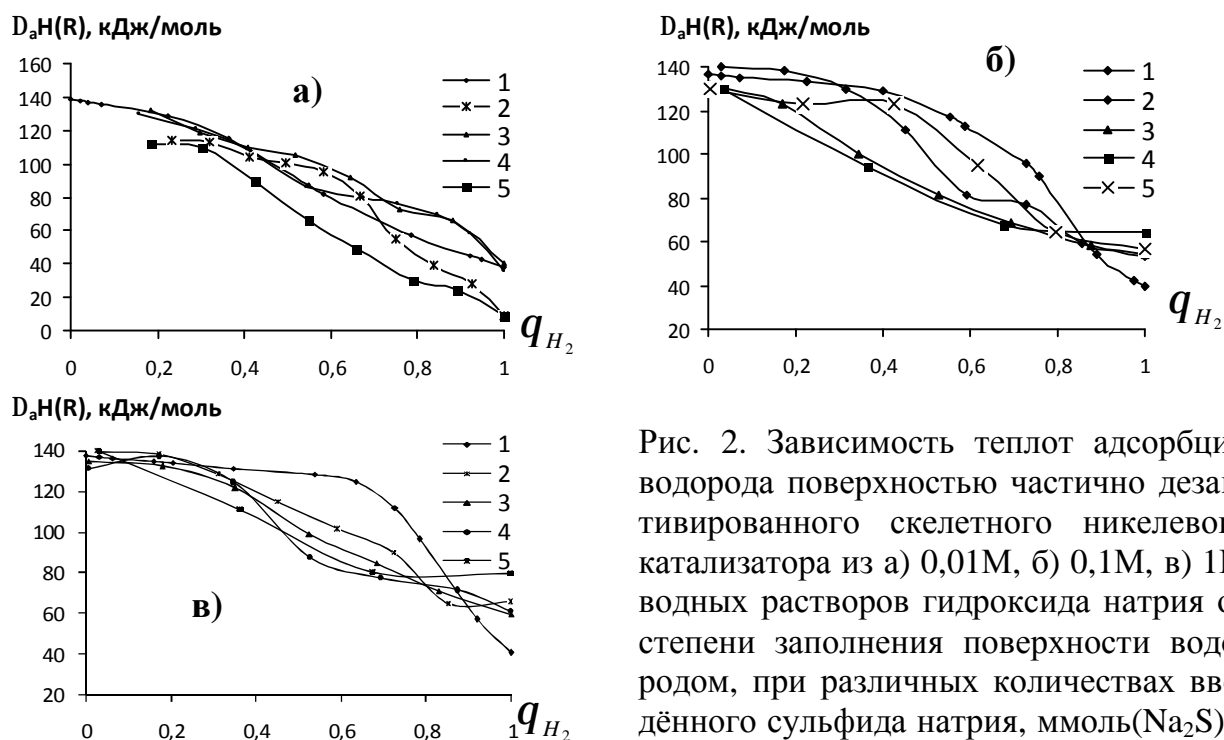 DaH(R), кДж/моль
160
140
120
100
80
60
40
20
0
0 0,2 0,4 0,6 0,8 1
а)
1
2
3
4
5
qH2
DaH(R), кДж/моль
140
120
100
80
60
40
20
0 0,2 0,4 0,6 0,8 1
б)
1
2
3
4
5
qH2
DaH(R), кДж/моль
140
120
100
80
60
40
20
0 0,2 0,4 0,6 0,8 1
в)
1
2
3
4
5
qH2
Рис. 2. Зависимость теплот адсорбци
водорода поверхностью частично деза
тивированного скелетного никелевог
катализатора из а) 0,01М, б) 0,1М, в) 1
водных растворов гидроксида натрия о
степени заполнения поверхности водо
родом, при различных количествах вве
дённого сульфида натрия, ммоль(Na2S)